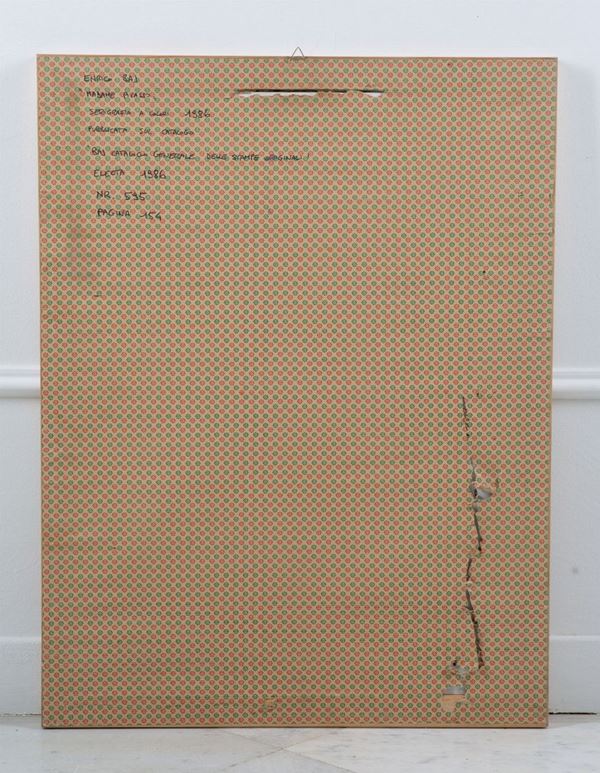 ENRICO BAJ
"MADAME
SERIGRAFIA A COLORI 1986
PUBBLICATA SUL CATALOGO
BAJ CATALOGO GENERALE DELLE STAMPE ORIGINALI
ELECTA 1986
NR. 595
PAGINA 154